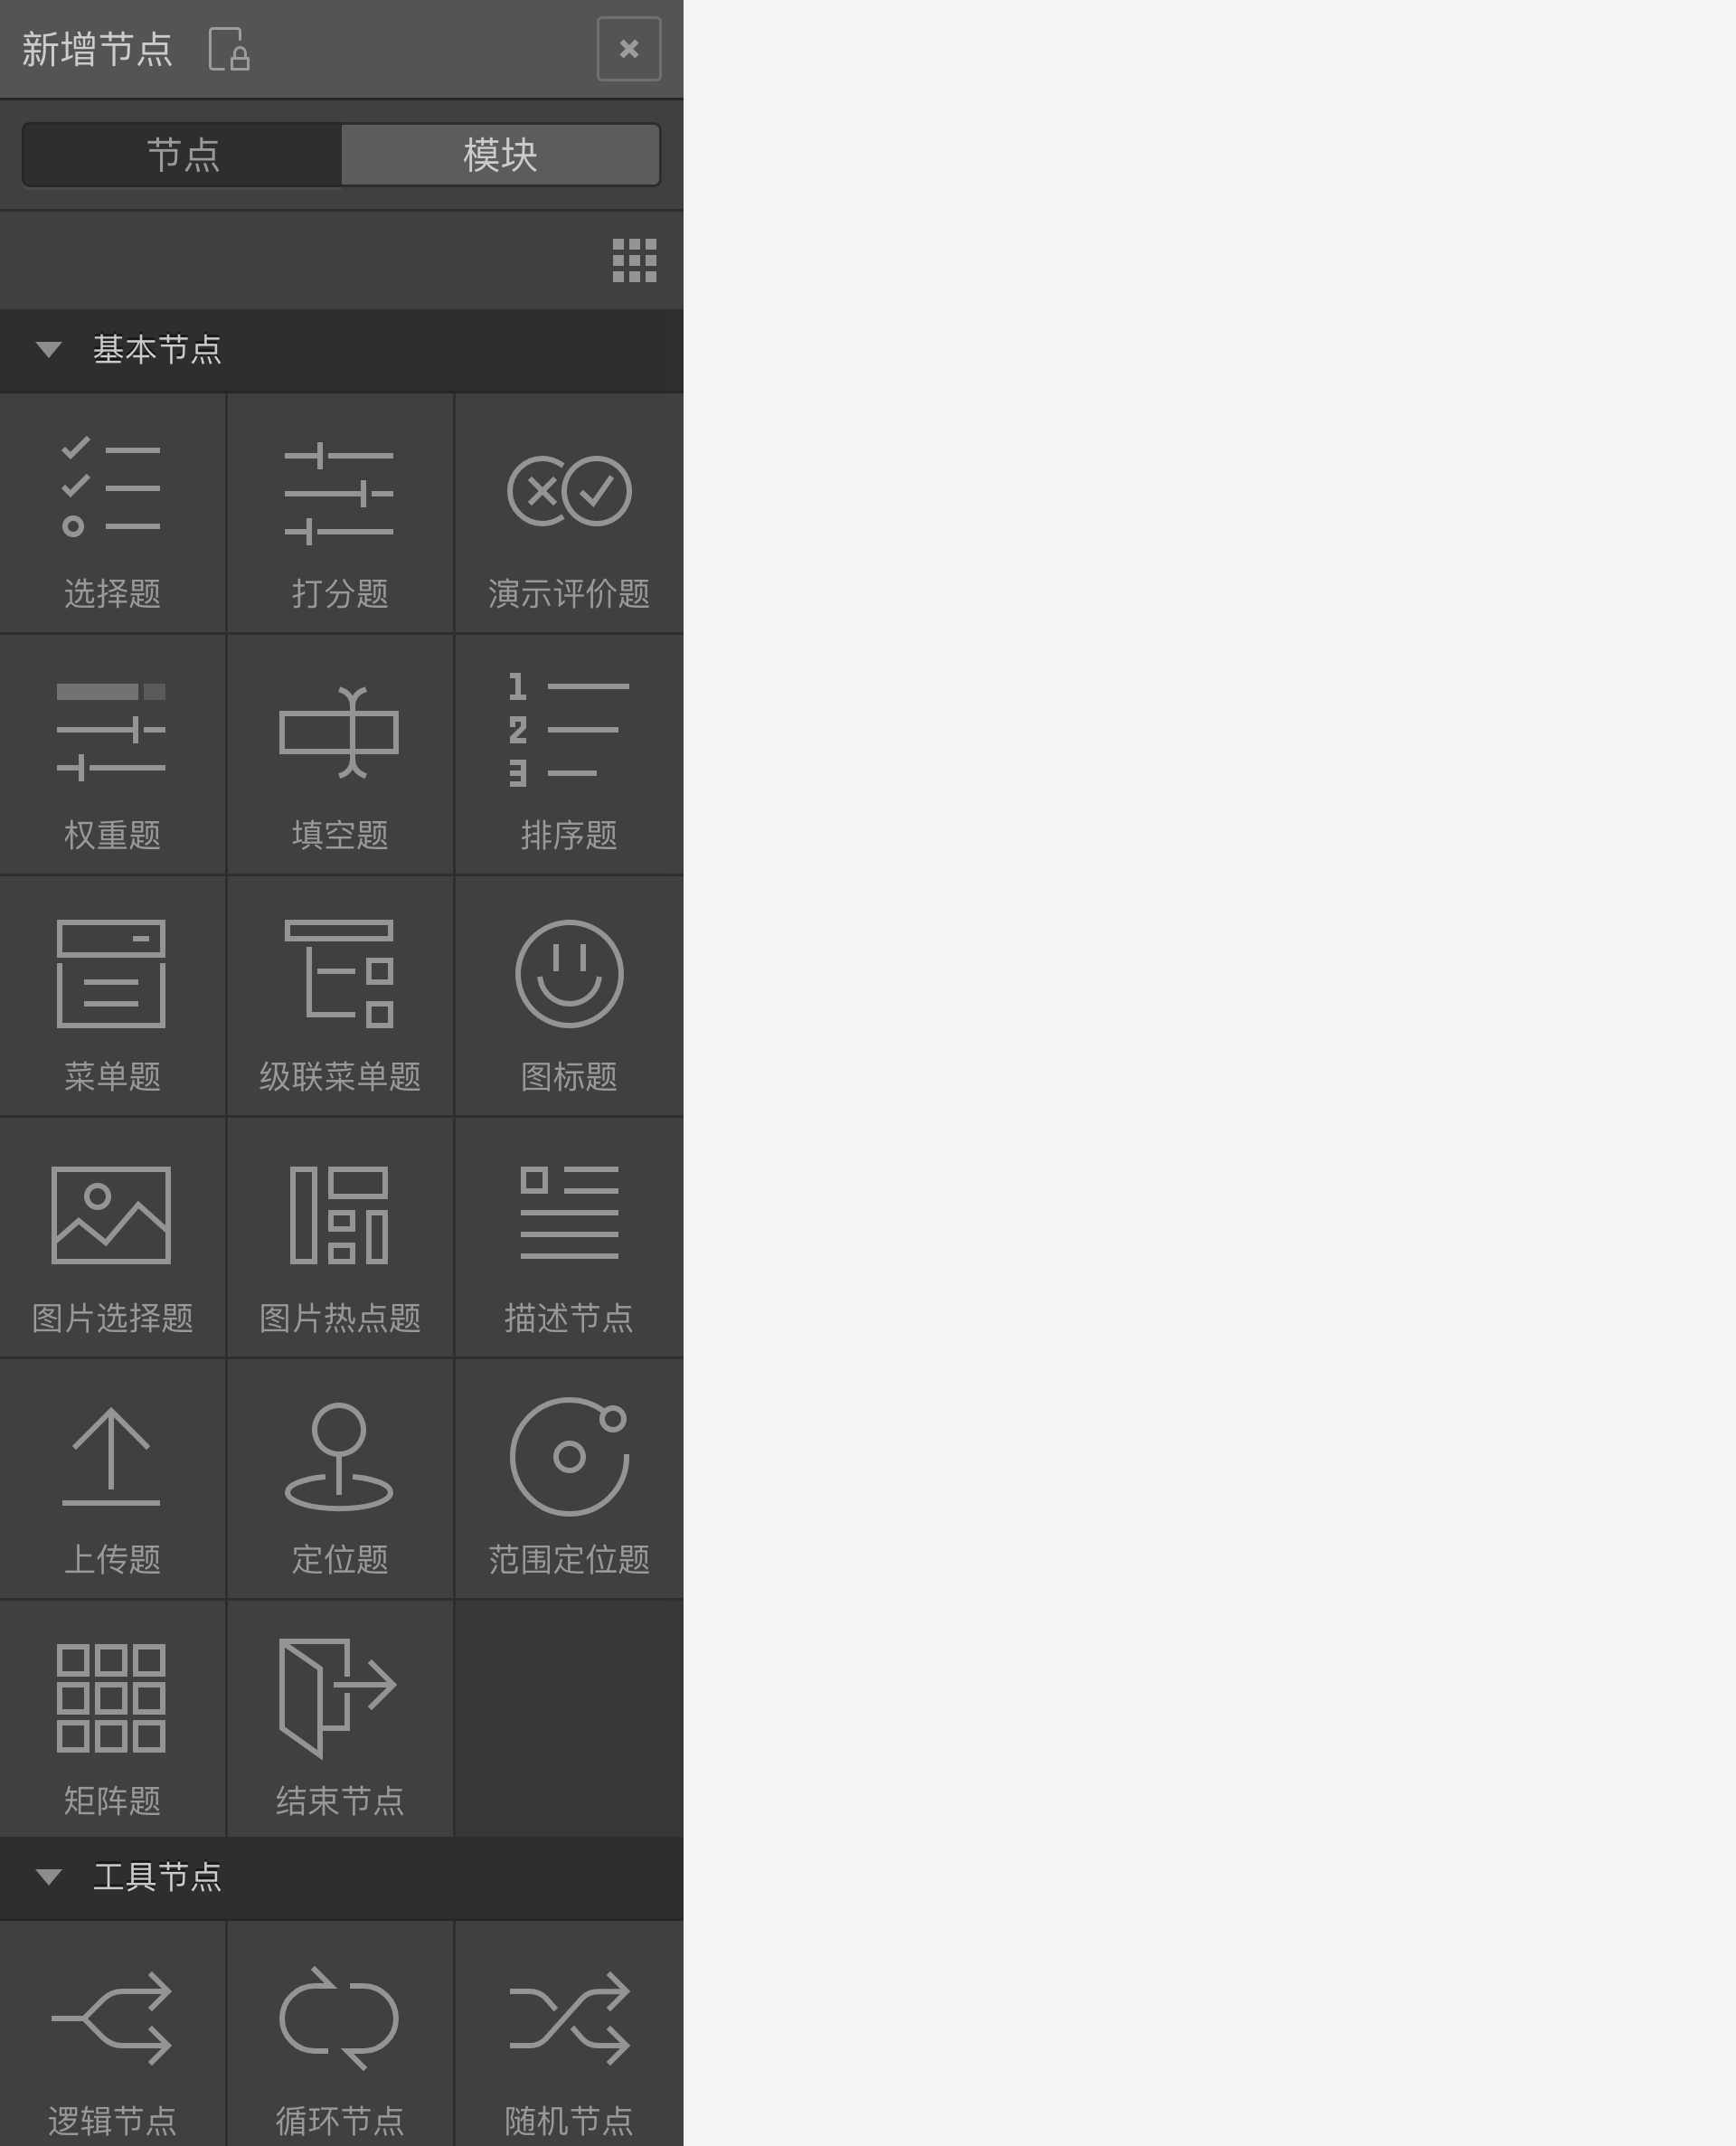 新增节点
节点 模块
基本节点
选择题 打分题 演示评价题
1
2
3
权重题 填空题 排序题
菜单题 级联菜单题 图标题
图片选择题 图片热点题 描述节点
上传题 定位题 范围定位题
矩阵题 结束节点
工具节点
逻辑节点 循环节点 随机节点